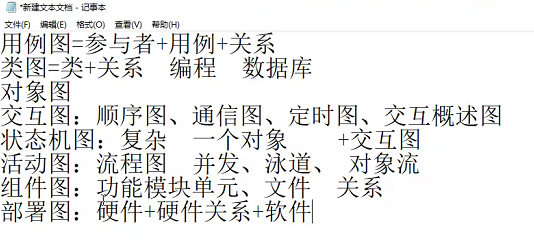 *新建文本文档 - 记事本
文件(F) 编辑(E) 格式(O) 查看(V) 帮助(H)
用例图=参与者+用例+关系
类图=类+关系 编程 数据库
对象图
交互图：顺序图、通信图、定时图、交互概述图
状态机图：复杂 一个对象 +交互图
活动图：流程图 并发、泳道、 对象流
组件图：功能模块单元、文件 关系
部署图：硬件+硬件关系+软件